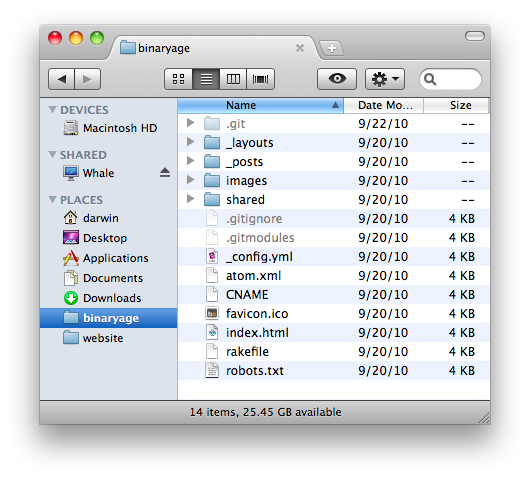 binaryage
Name Date Mo... Size
DEVICES
Macintosh HD
SHARED
Whale
PLACES
darwin
Desktop
Applications
Documents
Downloads
binaryage
website
.git 9/22/10 --
_layouts 9/20/10 --
_posts 9/20/10 --
images 9/20/10 --
shared 9/20/10 --
.gitignore 9/20/10 4 KB
.gitmodules 9/20/10 4 KB
_config.yml 9/20/10 4 KB
atom.xml 9/20/10 4 KB
CNAME 9/20/10 4 KB
favicon.ico 9/20/10 4 KB
index.html 9/20/10 4 KB
rakefile 9/20/10 4 KB
robots.txt 9/20/10 4 KB
14 items, 25.45 GB available